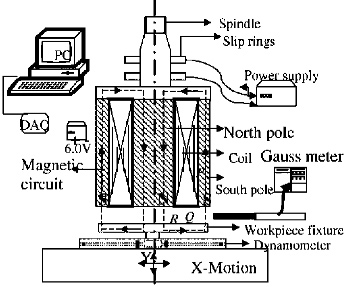 Spindle
Slip rings
PC
Power supply
DAC
6.0V
North pole
Coil
Gauss meter
Magnetic
circuit
South pole
R Q
Workpiece fixture
Dynamometer
Y
X-Motion